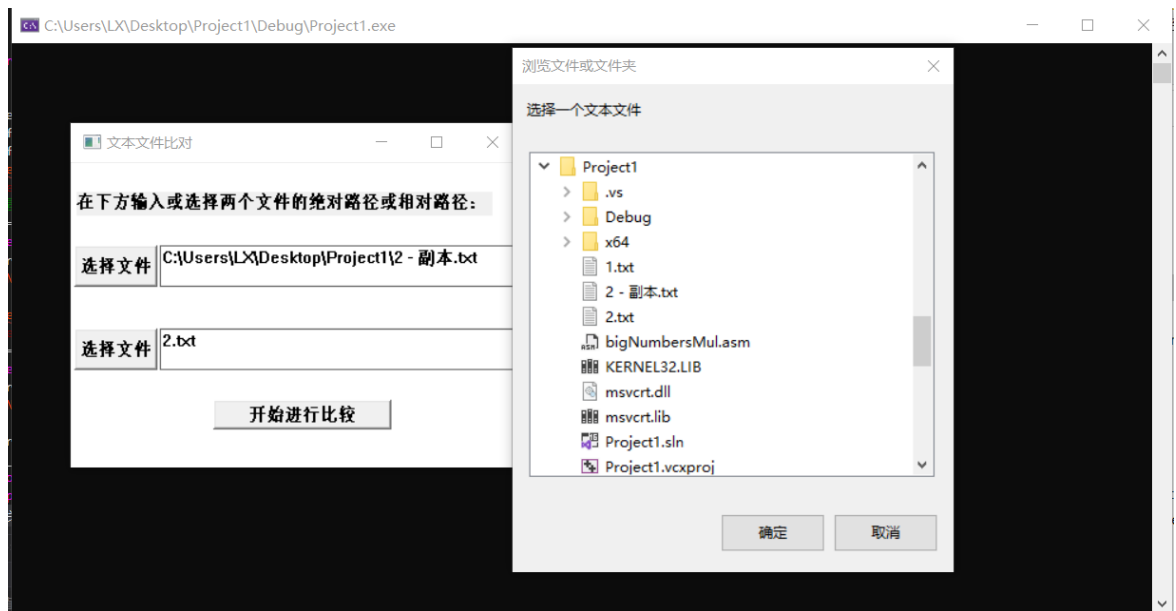 C:\Users\LX\Desktop\Project1\Debug\Project1.exe
文本文件比对
在下方输入或选择两个文件的绝对路径或相对路径：
选择文件
C:\Users\LX\Desktop\Project1\2 - 副本.txt
选择文件
2.txt
开始进行比较
浏览文件或文件夹
选择一个文本文件
Project1
.vs
Debug
x64
1.txt
2 - 副本.txt
2.txt
bigNumbersMul.asm
KERNEL32.LIB
msvcrt.dll
msvcrt.lib
Project1.sln
Project1.vcxproj
确定
取消